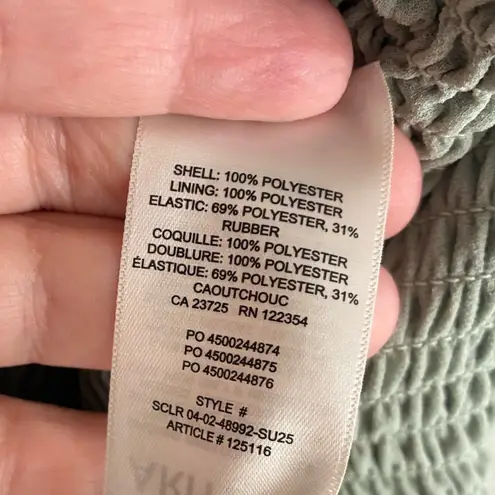 SHELL: 100% POLYESTER
LINING: 100% POLYESTER
ELASTIC: 69% POLYESTER, 31%
RUBBER
COQUILLE: 100% POLYESTER
DOUBLURE: 100% POLYESTER
ÉLASTIQUE: 69% POLYESTER, 31%
CAOUTCHOUC
CA 23725 RN 122354
PO 4500244874
PO 4500244875
PO 4500244876
STYLE #
SCLR 04-02-48992-SU25
ARTICLE # 125116